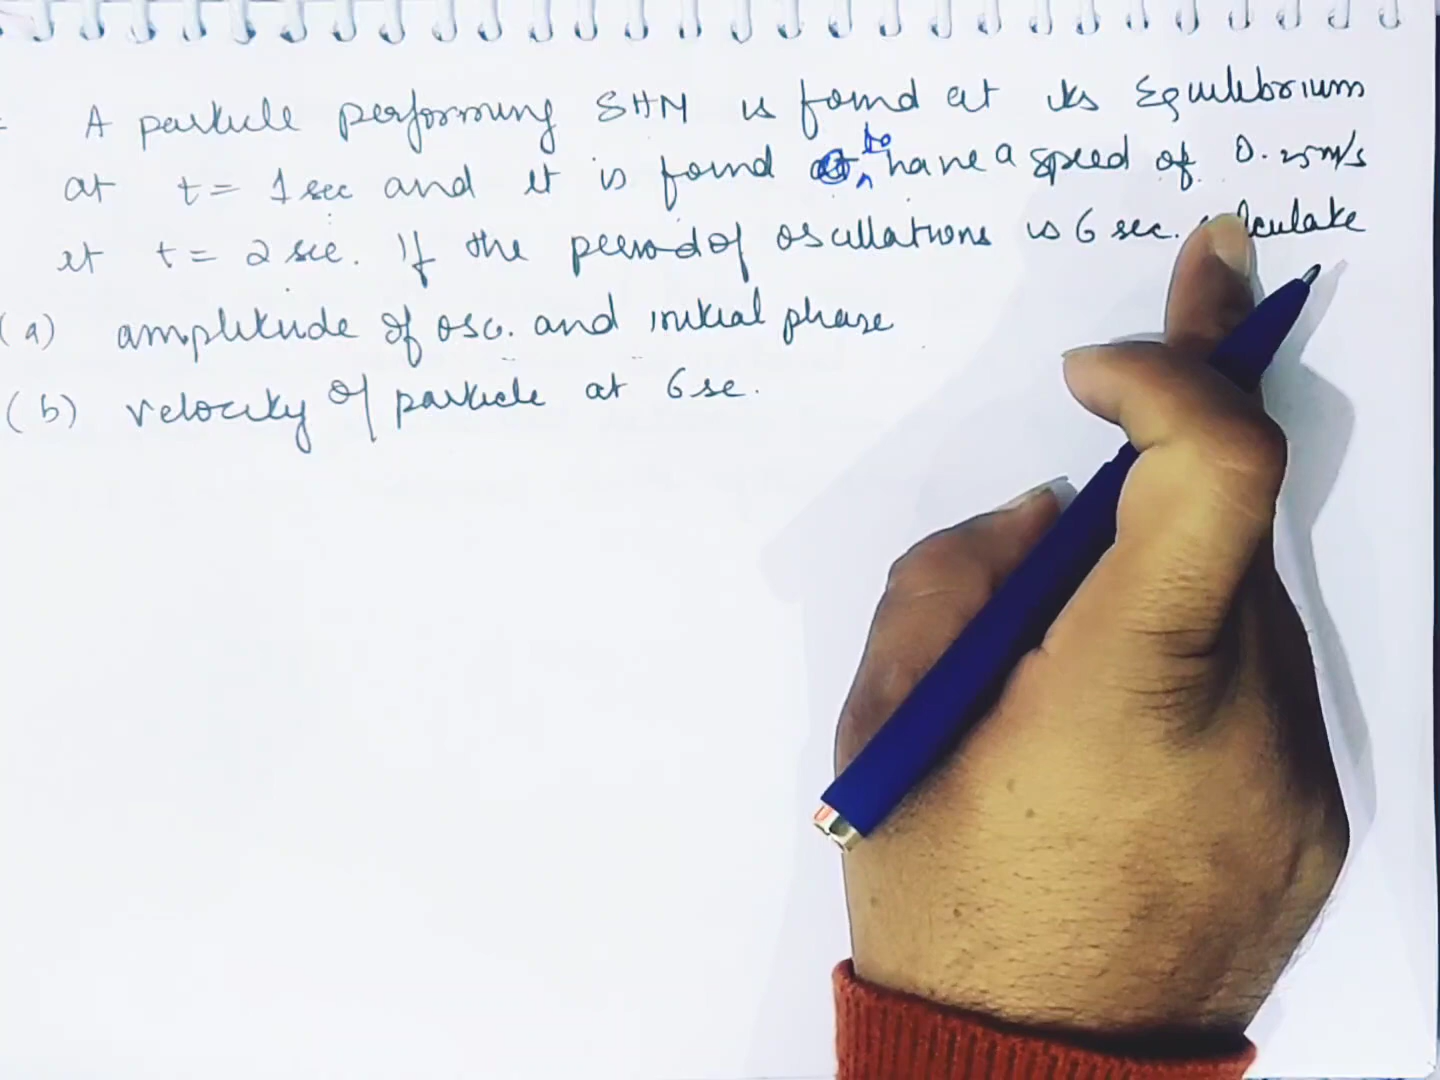 A particle performing SHM is found at its Equilibrium
at t = 1 sec and it is found to have a speed of 0.25 m/s
at t = 2 sec. If the period of oscillations is 6 sec. calculate
(a) amplitude of osc. and initial phase
(b) velocity of particle at 6 se.